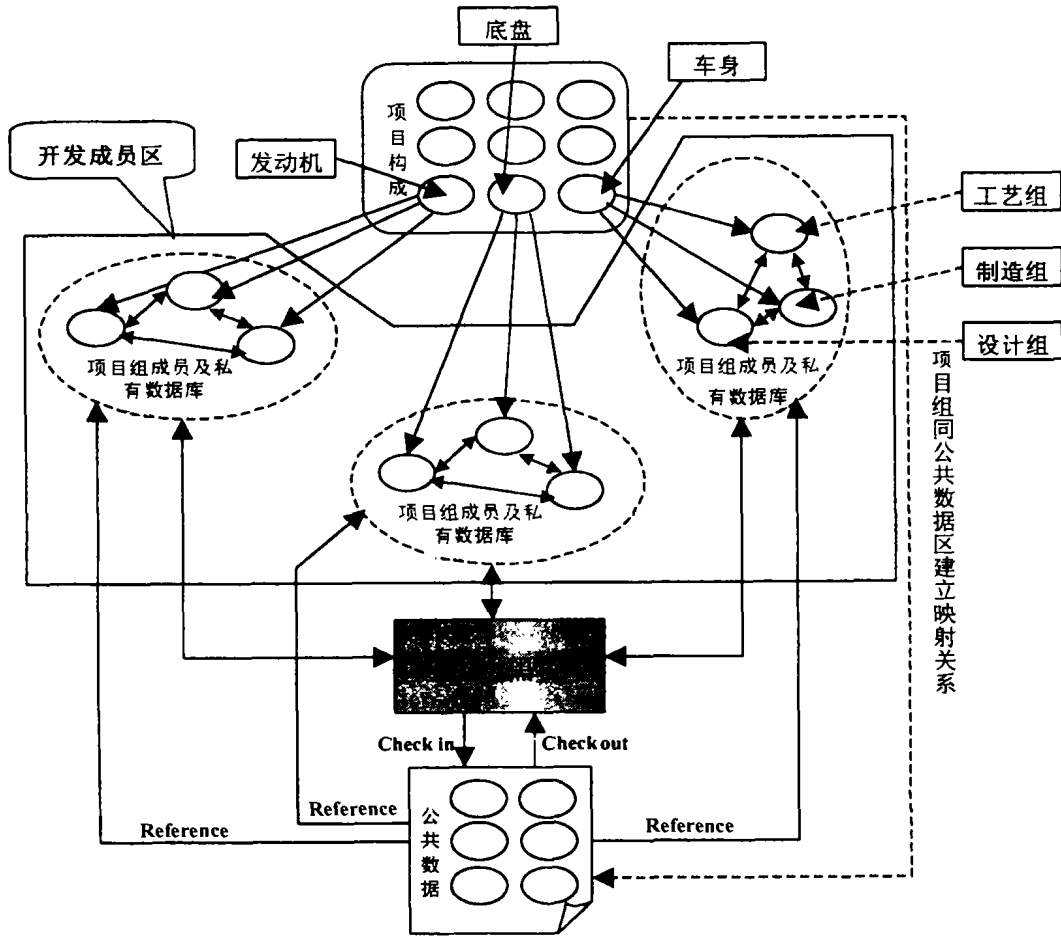 底盘
车身
项目构成
开发成员区
发动机
工艺组
制造组
设计组
项目组成员及私
有数据库
项目组成员及私
有数据库
项目组成员及私
有数据库
项目组同公共数据区建立映射关系
Check in
Check out
Reference
Reference
Reference
公共数据